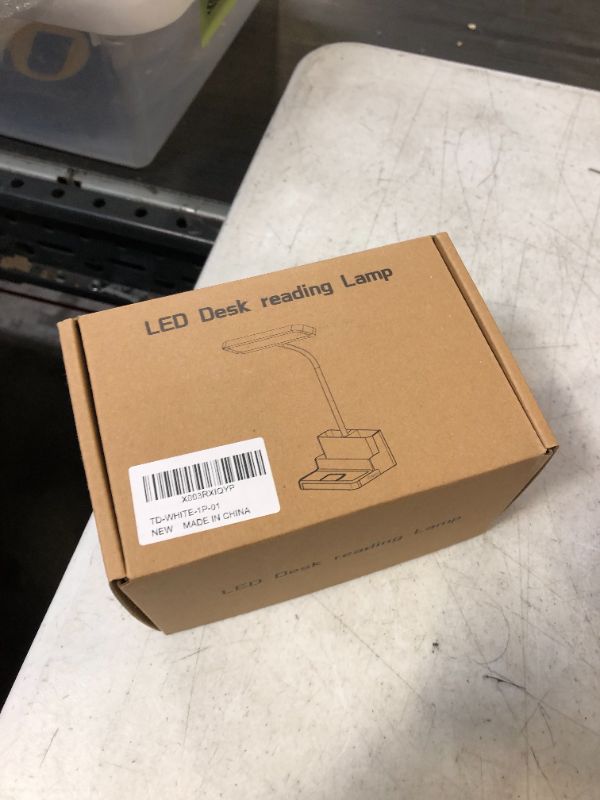 LED Desk reading Lamp
X003RXIQYP
TD-WHITE-1P-01
NEW MADE IN CHINA
LED Desk reading Lamp